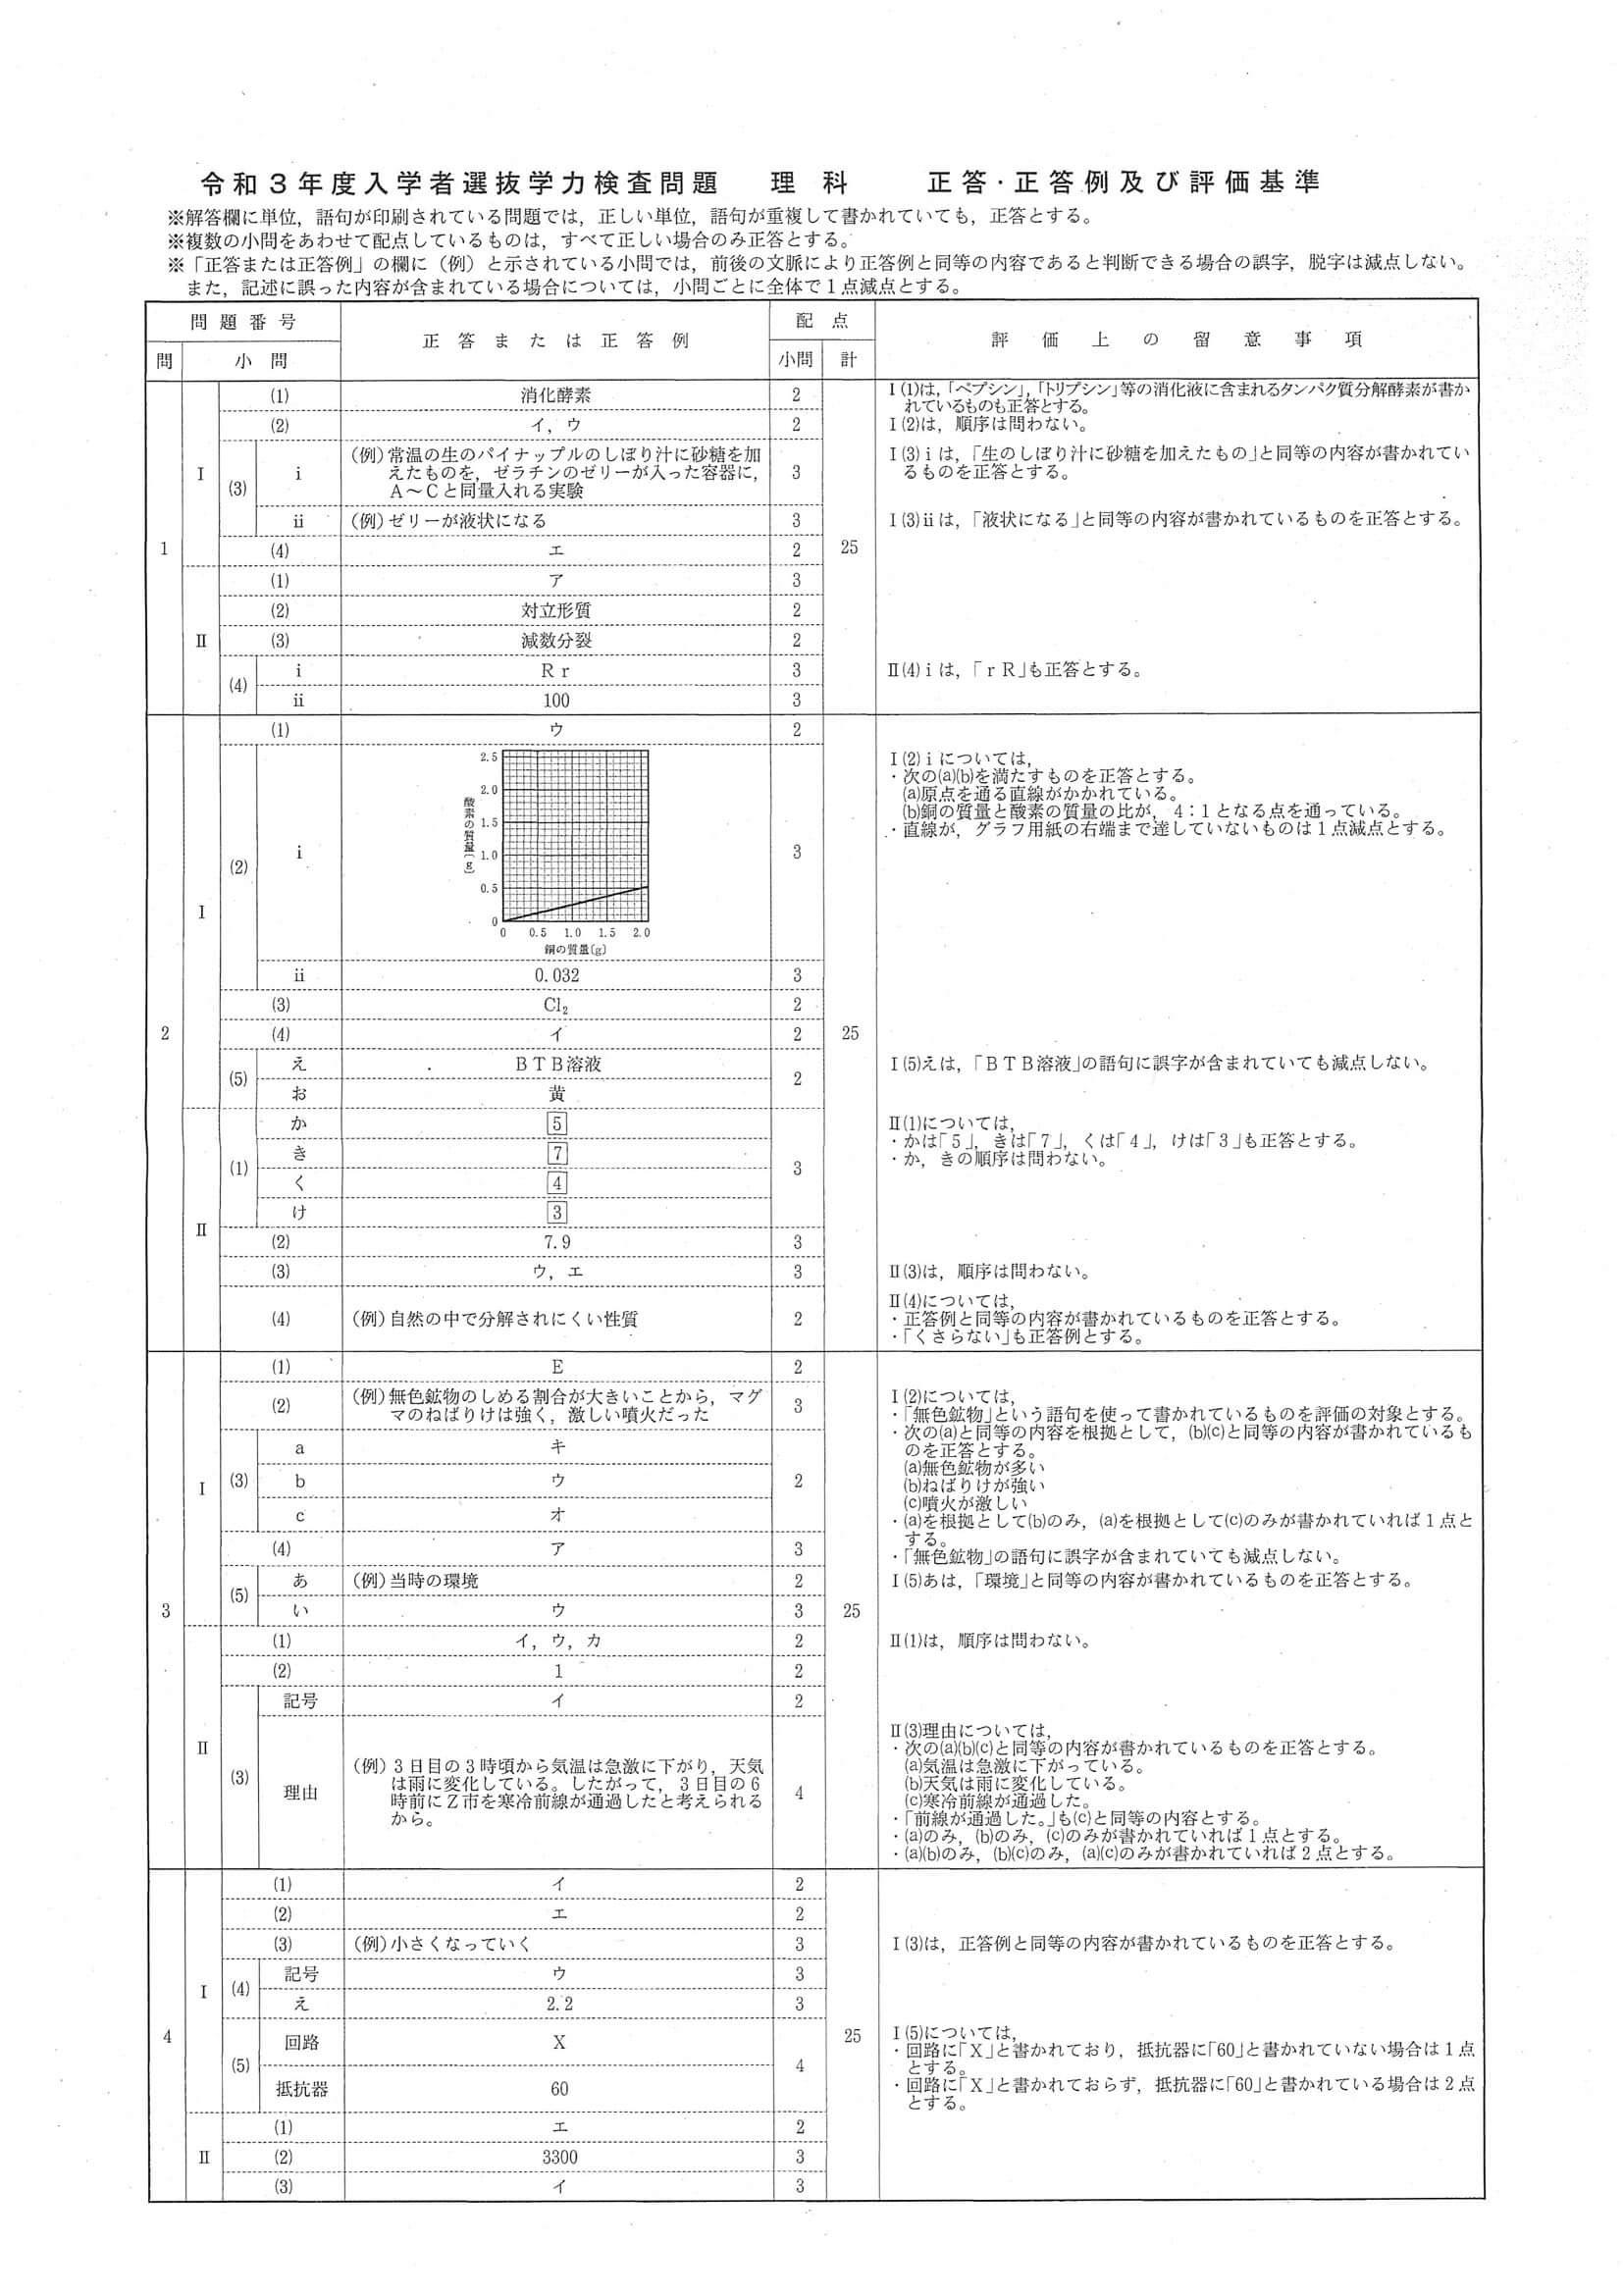 令和３年度入学者選抜学力検査問題　理科　正答・正答例及び評価基準
※解答欄に単位，語句が印刷されている問題では，正しい単位，語句が重複して書かれていても，正答とする。
※複数の小問をあわせて配点しているものは，すべて正しい場合のみ正答とする。
※「正答または正答例」の欄に（例）と示されている小問では，前後の文脈により正答例と同等の内容であると判断できる場合の誤字，脱字は減点しない。
また，記述に誤った内容が含まれている場合については，小問ごとに全体で１点減点とする。
問題番号　正答または正答例　配点　評価上の留意事項
問　小問　小問　計
1　Ⅰ　(1)　消化酵素　2　25
Ⅰ(1)は，「ペプシン」，「トリプシン」等の消化液に含まれるタンパク質分解酵素が書か
れているものも正答とする。
(2)　イ，ウ　2　Ⅰ(2)は，順序は問わない。
(3)　ⅰ　（例）常温の生のパイナップルのしぼり汁に砂糖を加
えたものを，ゼラチンのゼリーが入った容器に，
Ａ～Ｃと同量入れる実験　3
Ⅰ(3)ⅰは，「生のしぼり汁に砂糖を加えたもの」と同等の内容が書かれてい
るものを正答とする。
ⅱ　（例）ゼリーが液状になる　3　Ⅰ(3)ⅱは，「液状になる」と同等の内容が書かれているものを正答とする。
(4)　エ　2
Ⅱ　(1)　ア　3
(2)　対立形質　2
(3)　減数分裂　2
(4)　ⅰ　Ｒｒ　3　Ⅱ(4)ⅰは，「ｒＲ」も正答とする。
ⅱ　100　3
2　Ⅰ　(1)　ウ　2　25
(2)　ⅰ　3
2.5
2.0
1.5
1.0
0.5
0
酸素の質量〔g〕
0　0.5　1.0　1.5　2.0
銅の質量〔g〕
Ⅰ(2)ⅰについては，
・次の(a)(b)を満たすものを正答とする。
(a)原点を通る直線がかかれている。
(b)銅の質量と酸素の質量の比が，４：１となる点を通っている。
・直線が，グラフ用紙の右端まで達していないものは１点減点とする。
ⅱ　0.032　3
(3)　Cl₂　2
(4)　イ　2
(5)　え　ＢＴＢ溶液　2　Ⅰ(5)えは，「ＢＴＢ溶液」の語句に誤字が含まれていても減点しない。
お　黄
Ⅱ　(1)　か　5　3
き　7
く　4
け　3
Ⅱ(1)については，
・かは「５」，きは「７」，くは「４」，けは「３」も正答とする。
・か，きの順序は問わない。
(2)　7.9　3
(3)　ウ，エ　3　Ⅱ(3)は，順序は問わない。
(4)　（例）自然の中で分解されにくい性質　2
Ⅱ(4)については，
・正答例と同等の内容が書かれているものを正答とする。
・「くさらない」も正答例とする。
3　Ⅰ　(1)　Ｅ　2　25
(2)　（例）無色鉱物のしめる割合が大きいことから，マグ
マのねばりけは強く，激しい噴火だった　3
Ⅰ(2)については，
・「無色鉱物」という語句を使って書かれているものを評価の対象とする。
・次の(a)と同等の内容を根拠として，(b)(c)と同等の内容が書かれているも
のを正答とする。
(a)無色鉱物が多い
(b)ねばりけが強い
(c)噴火が激しい
・(a)を根拠として(b)のみ，(a)を根拠として(c)のみが書かれていれば１点と
する。
・「無色鉱物」の語句に誤字が含まれていても減点しない。
(3)　a　キ　2
b　ウ
c　オ
(4)　ア　3
(5)　あ　（例）当時の環境　2　Ⅰ(5)あは，「環境」と同等の内容が書かれているものを正答とする。
い　ウ　3
Ⅱ　(1)　イ，ウ，カ　2　Ⅱ(1)は，順序は問わない。
(2)　1　2
(3)　記号　イ　2
理由　（例）３日目の３時頃から気温は急激に下がり，天気
は雨に変化している。したがって，３日目の６
時前にＺ市を寒冷前線が通過したと考えられる
から。　4
Ⅱ(3)理由については，
・次の(a)(b)(c)と同等の内容が書かれているものを正答とする。
(a)気温は急激に下がっている。
(b)天気は雨に変化している。
(c)寒冷前線が通過した。
・「前線が通過した。」も(c)と同等の内容とする。
・(a)のみ，(b)のみ，(c)のみが書かれていれば１点とする。
・(a)(b)のみ，(b)(c)のみ，(a)(c)のみが書かれていれば２点とする。
4　Ⅰ　(1)　イ　2　25
(2)　エ　2
(3)　（例）小さくなっていく　3　Ⅰ(3)は，正答例と同等の内容が書かれているものを正答とする。
(4)　記号　ウ　3
え　2.2　3
(5)　回路　Ｘ　4
抵抗器　60
Ⅰ(5)については，
・回路に「Ｘ」と書かれており，抵抗器に「60」と書かれていない場合は１点
とする。
・回路に「Ｘ」と書かれておらず，抵抗器に「60」と書かれている場合は２点
とする。
Ⅱ　(1)　エ　2
(2)　3300　3
(3)　イ　3